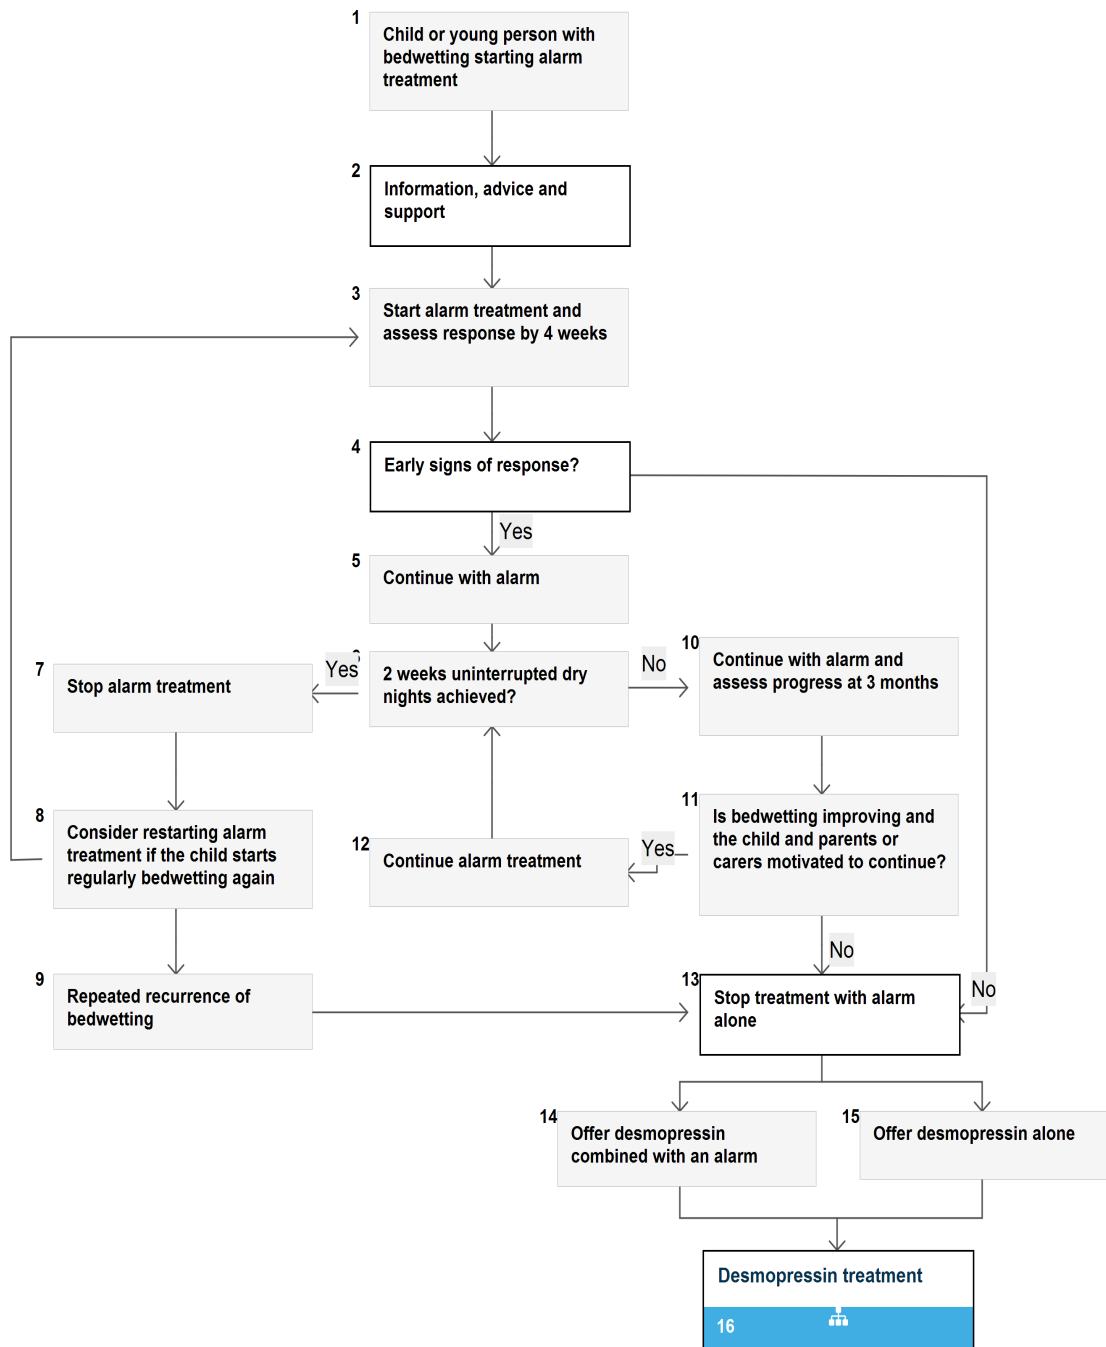 1
Child or young person with
bedwetting starting alarm
treatment
2
Information, advice and
support
3
Start alarm treatment and
assess response by 4 weeks
4
Early signs of response?
Yes
5
Continue with alarm
2 weeks uninterrupted dry
nights achieved?
Yes
No
7
Stop alarm treatment
8
Consider restarting alarm
treatment if the child starts
regularly bedwetting again
9
Repeated recurrence of
bedwetting
10
Continue with alarm and
assess progress at 3 months
11
Is bedwetting improving and
the child and parents or
carers motivated to continue?
Yes
No
12
Continue alarm treatment
13
Stop treatment with alarm
alone
No
14
Offer desmopressin
combined with an alarm
15
Offer desmopressin alone
Desmopressin treatment
16